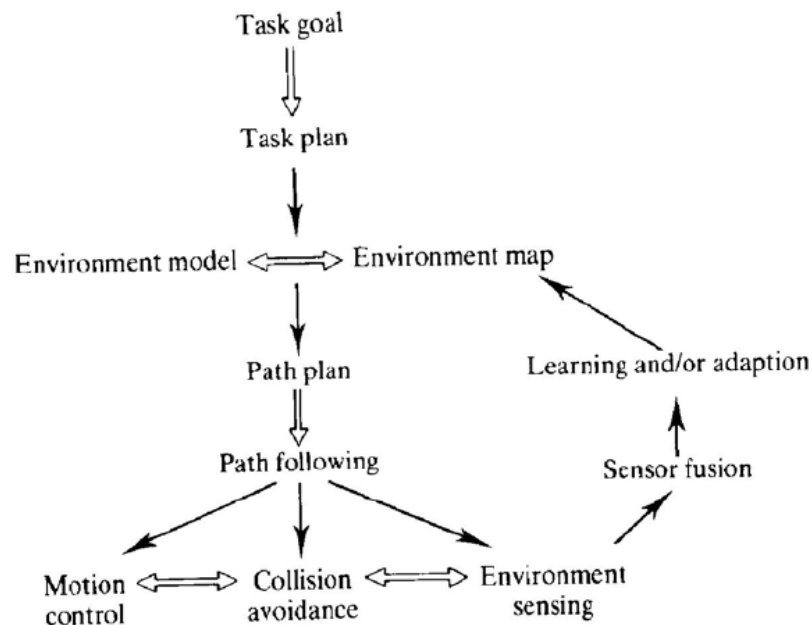 Task goal
Task plan
Environment model
Environment map
Path plan
Learning and/or adaption
Path following
Sensor fusion
Motion
control
Collision
avoidance
Environment
sensing